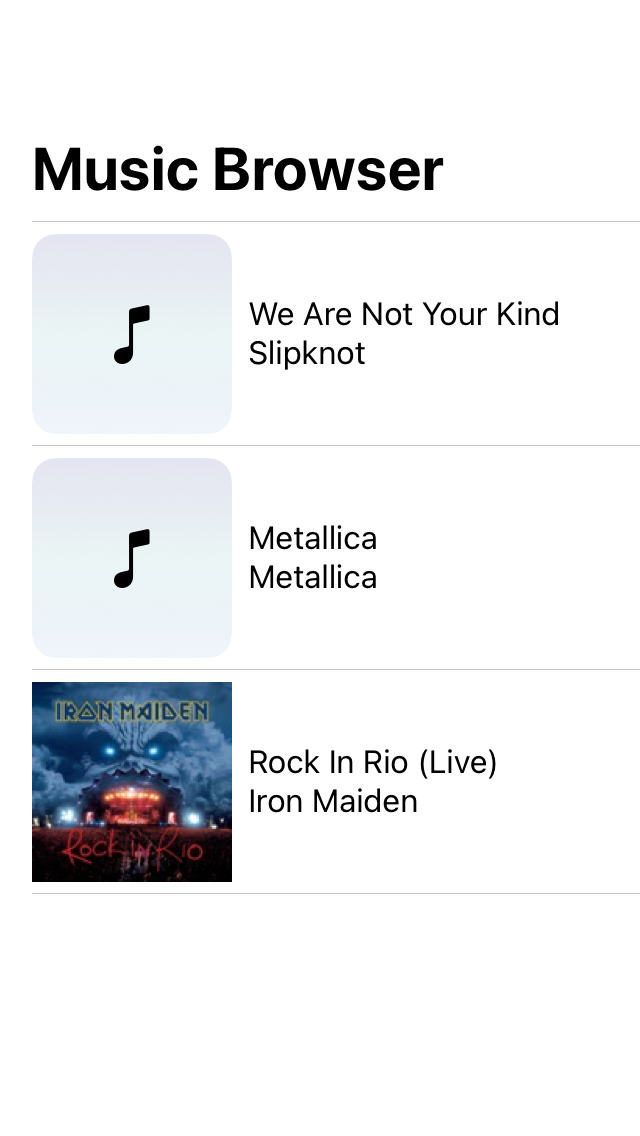 Music Browser
We Are Not Your Kind
Slipknot
Metallica
Metallica
IRON MAIDEN
Rock in Rio
Rock In Rio (Live)
Iron Maiden